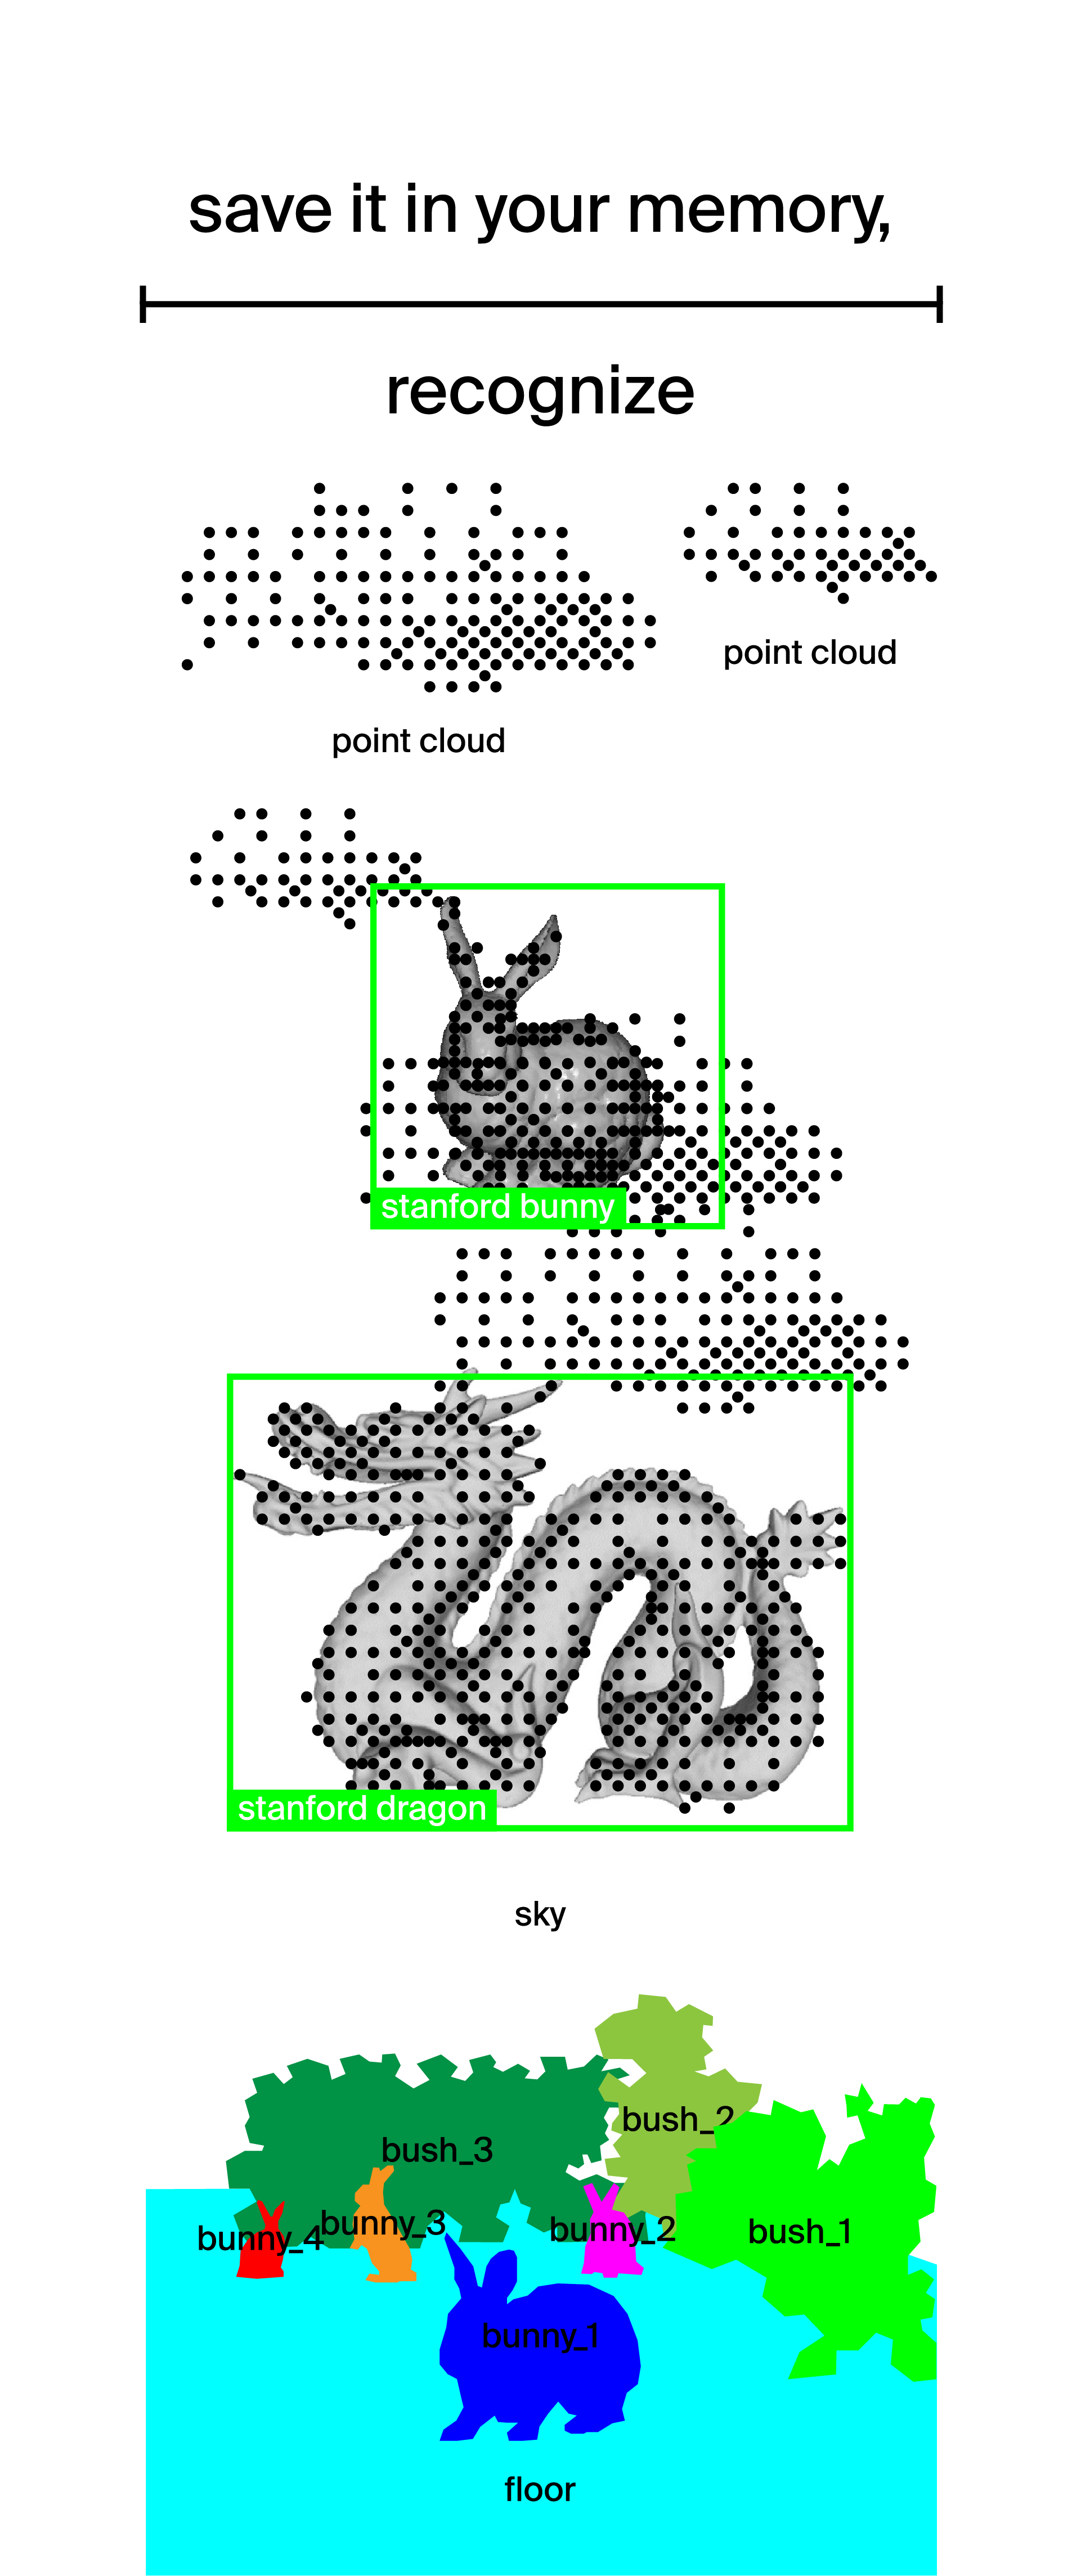 save it in your memory,
recognize
point cloud
point cloud
stanford bunny
stanford dragon
sky
bush_2
bush_3
bunny_4
bunny_3
bunny_2
bush_1
bunny_1
floor